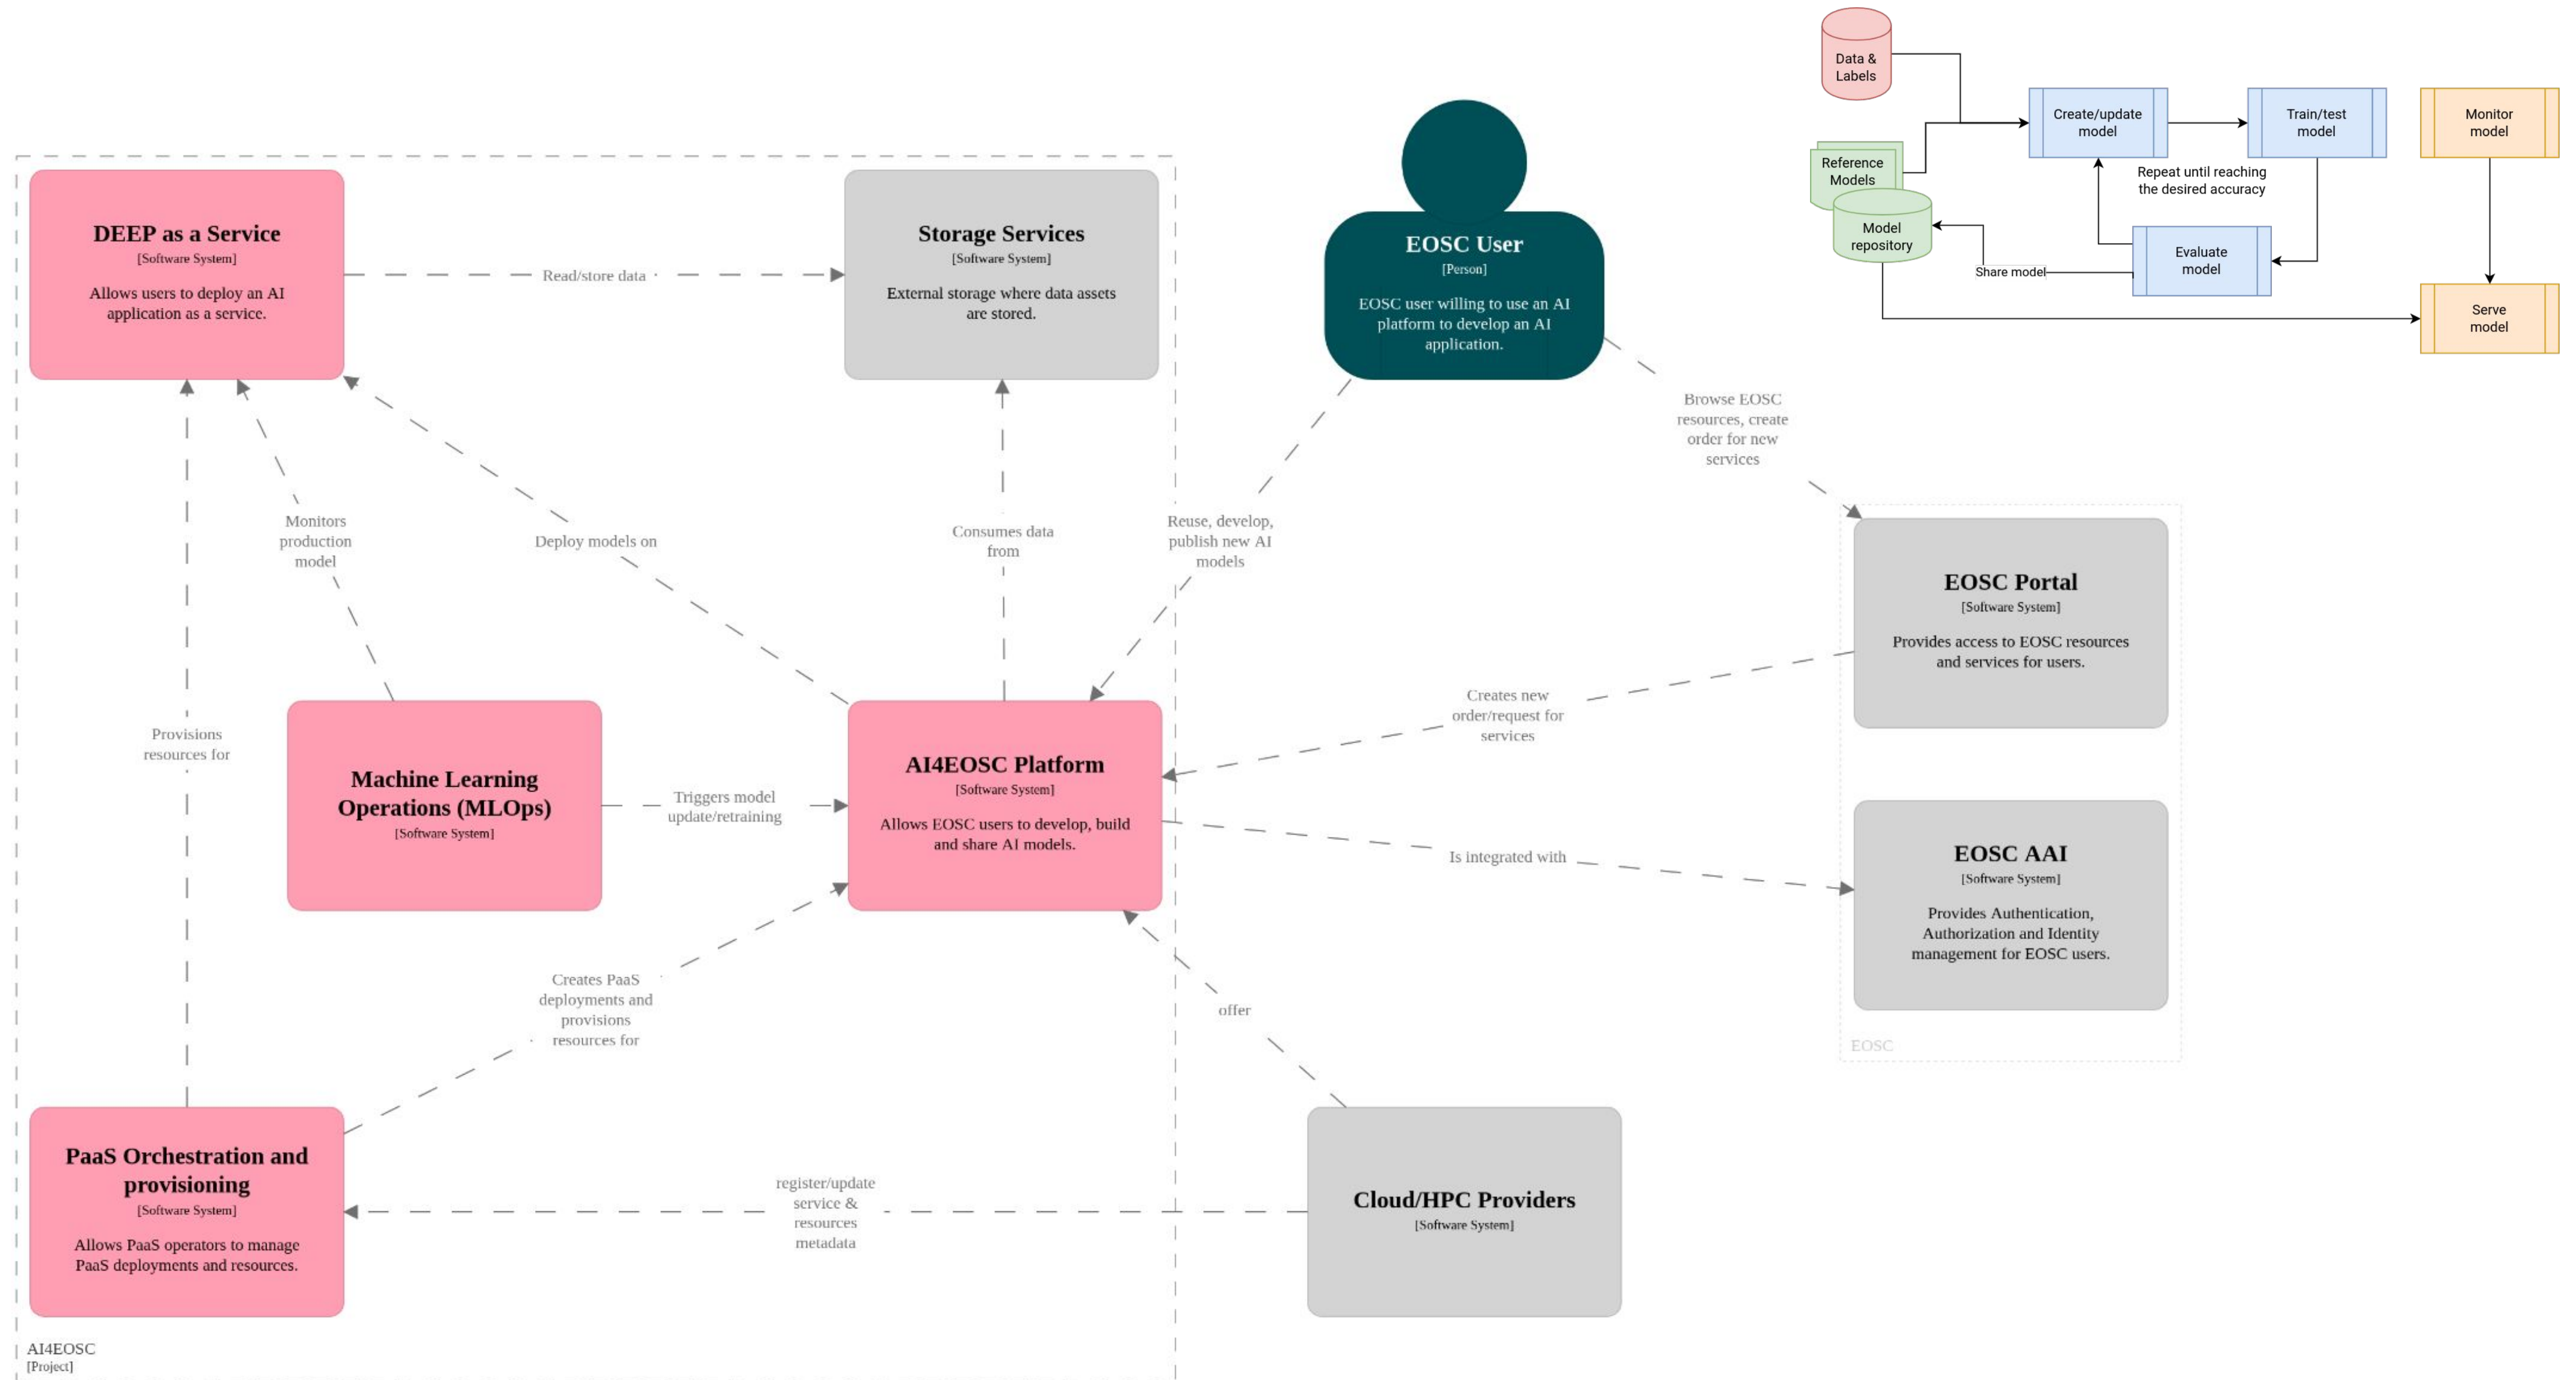 DEEP as a Service
[Software System]
Allows users to deploy an AI
application as a service.
Read/store data
Storage Services
[Software System]
External storage where data assets
are stored.
EOSC User
[Person]
EOSC user willing to use an AI
platform to develop an AI
application.
Data &
Labels
Reference
Models
Model
repository
Create/update
model
Train/test
model
Repeat until reaching
the desired accuracy
Evaluate
model
Share model
Monitor
model
Serve
model
Browse EOSC
resources, create
order for new
services
Monitors
production
model
Deploy models on
Consumes data
from
Reuse, develop,
publish new AI
models
EOSC Portal
[Software System]
Provides access to EOSC resources
and services for users.
Provisions
resources for
Machine Learning
Operations (MLOps)
[Software System]
Triggers model
update/retraining
AI4EOSC Platform
[Software System]
Allows EOSC users to develop, build
and share AI models.
Creates new
order/request for
services
Is integrated with
EOSC AAI
[Software System]
Provides Authentication,
Authorization and Identity
management for EOSC users.
EOSC
Creates PaaS
deployments and
provisions
resources for
offer
PaaS Orchestration and
provisioning
[Software System]
Allows PaaS operators to manage
PaaS deployments and resources.
register/update
service &
resources
metadata
Cloud/HPC Providers
[Software System]
AI4EOSC
[Project]